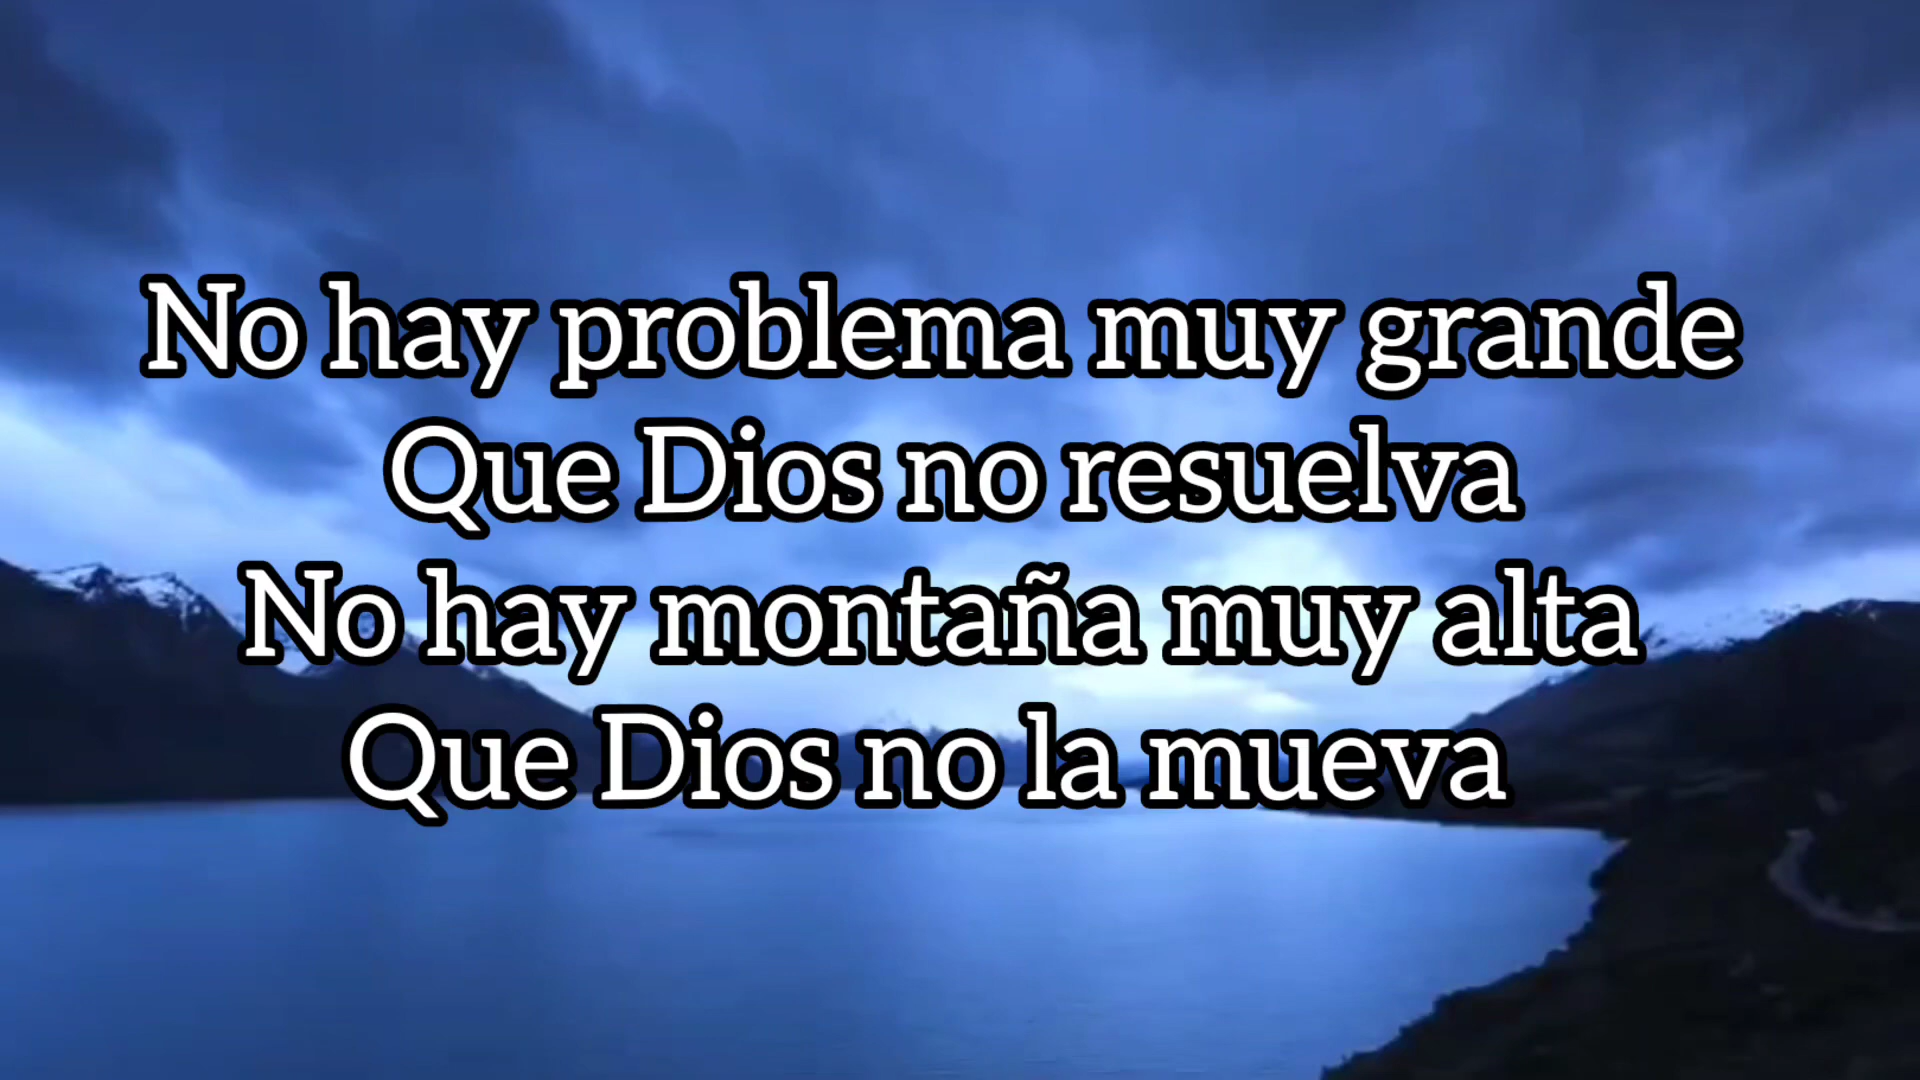 No hay problema muy grande
Que Dios no resuelva
No hay montaña muy alta
Que Dios no la mueva